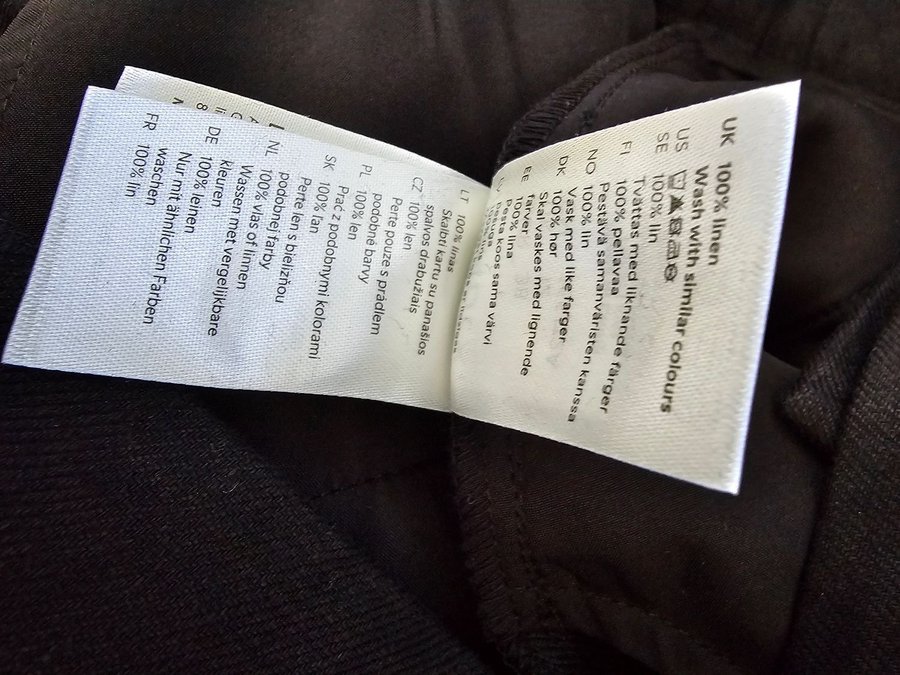 UK 100% linen
Wash with similar colours
US
SE 100% lin
Tvättas med liknande färger
FI 100% pellavaa
Pestävä samanväristen kanssa
NO 100% lin
Vask med like farger
DK 100% hør
Skal vaskes med lignende
farver
EE 100% lina
Pesta koos sama värvi
LT 100% linas
Skalbti kartu su panašios
spalvos drabužiais
CZ 100% len
Perte pouze s prádlem
podobné barvy
PL 100% len
Prać z podobnymi kolorami
SK 100% ľan
Perte len s bielizňou
podobnej farby
NL 100% vlas of linnen
Wassen met vergelijkbare
kleuren
DE 100% leinen
Nur mit ähnlichen Farben
waschen
FR 100% lin